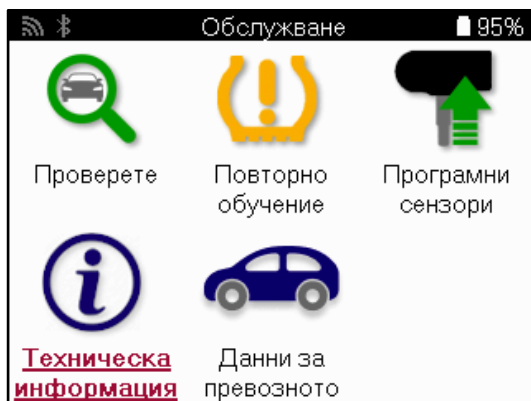 Обслужване 95%
Проверете
Повторно
обучение
Програмни
сензори
Техническа
информация
Данни за
превозното